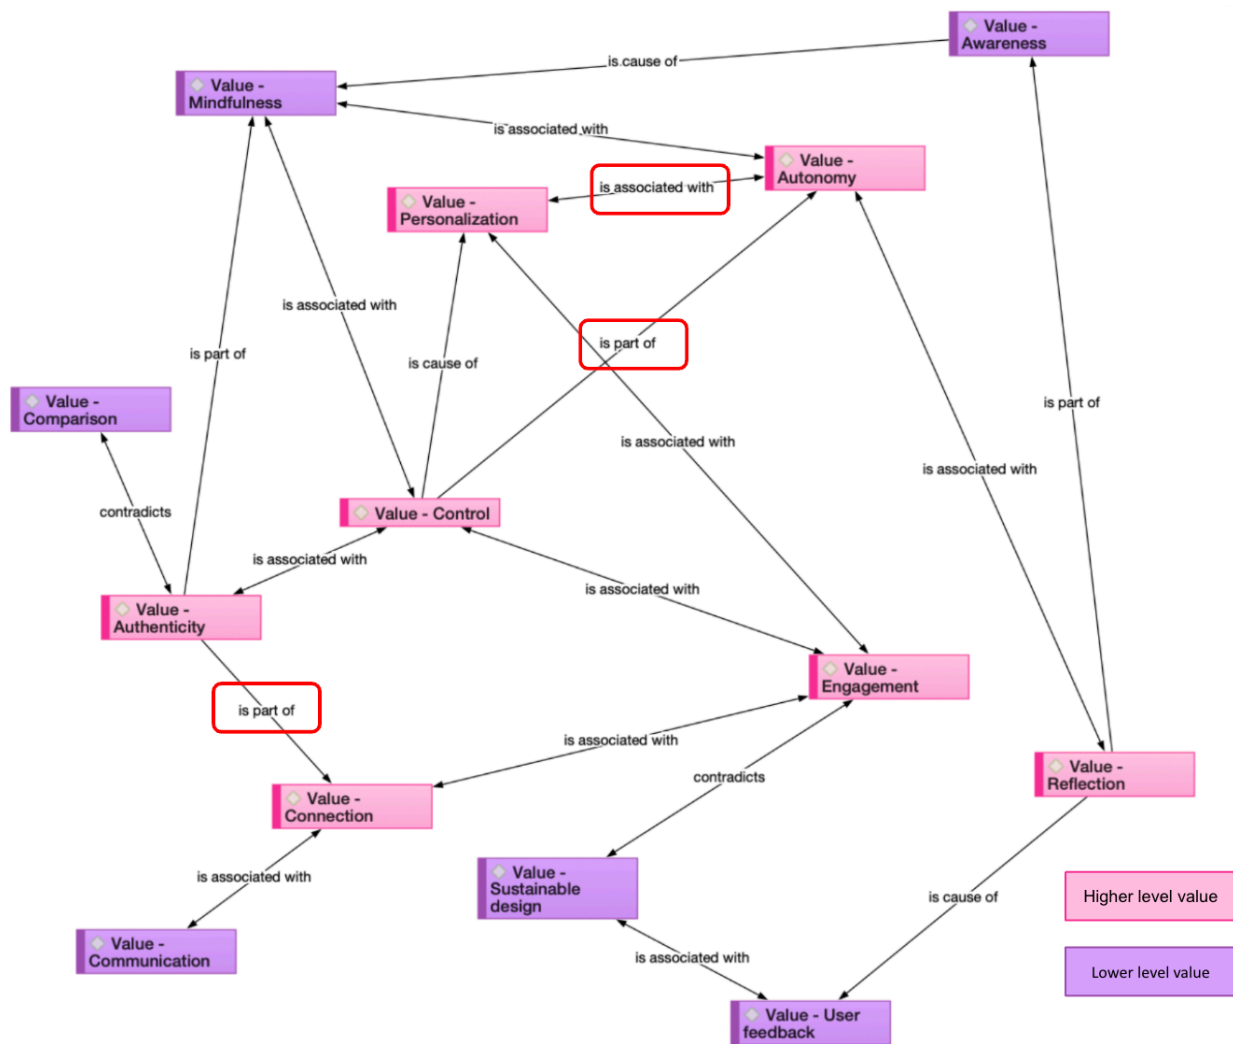 Value -
Awareness
is cause of
Value -
Mindfulness
is associated with
Value -
Autonomy
is associated with
Value -
Personalization
is associated with
is part of
is part of
is cause of
Value -
Comparison
is part of
is associated with
is associated with
contradicts
Value - Control
is associated with
is associated with
Value -
Authenticity
Value -
Engagement
is part of
is associated with
contradicts
Value -
Reflection
Value -
Connection
is associated with
Value -
Sustainable
design
is cause of
Higher level value
Value -
Communication
is associated with
Lower level value
Value - User
feedback